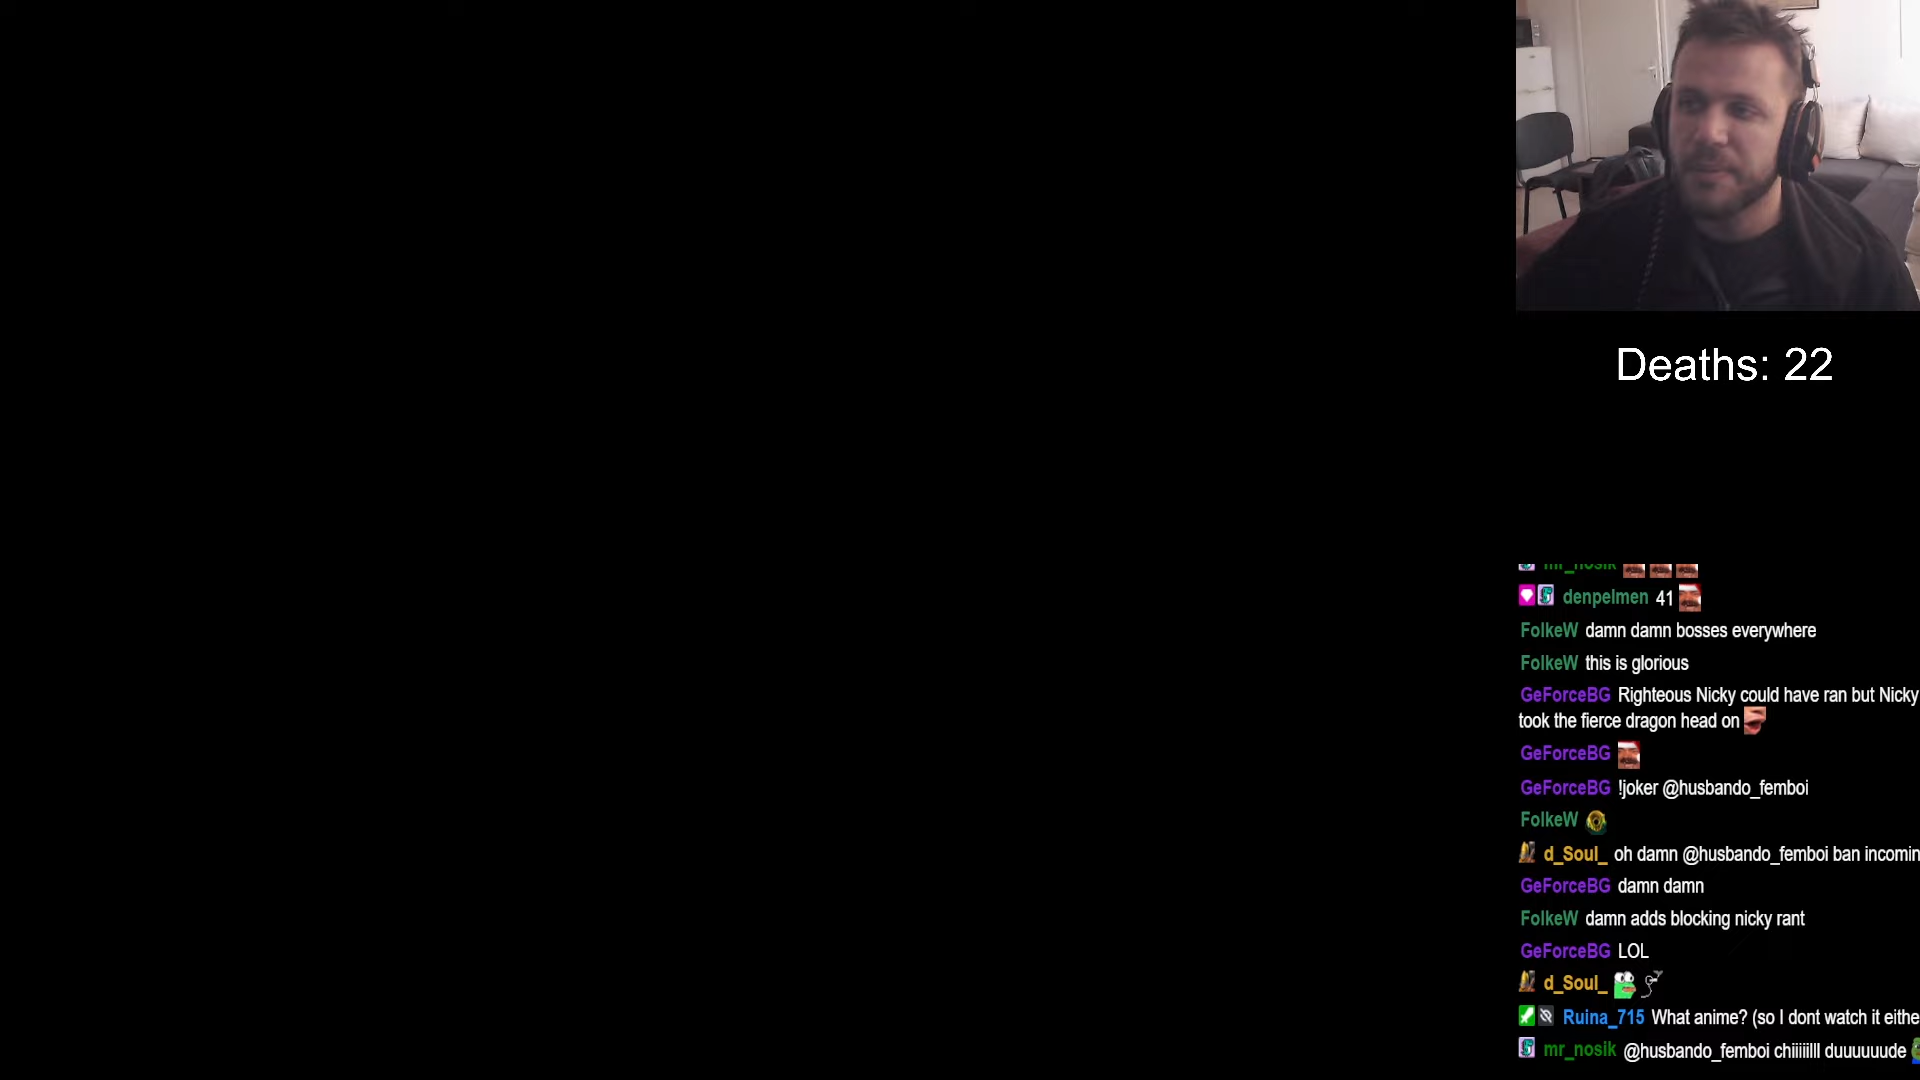 Deaths: 22
mr_nosik
denpelmen 41
FolkeW damn damn bosses everywhere
FolkeW this is glorious
GeForceBG Righteous Nicky could have ran but Nicky
took the fierce dragon head on
GeForceBG
GeForceBG !joker @husbando_femboi
FolkeW
d_Soul_ oh damn @husbando_femboi ban incomin
GeForceBG damn damn
FolkeW damn adds blocking nicky rant
GeForceBG LOL
d_Soul_
Ruina_715 What anime? (so I dont watch it eithe
mr_nosik @husbando_femboi chiiiiilll duuuuuude